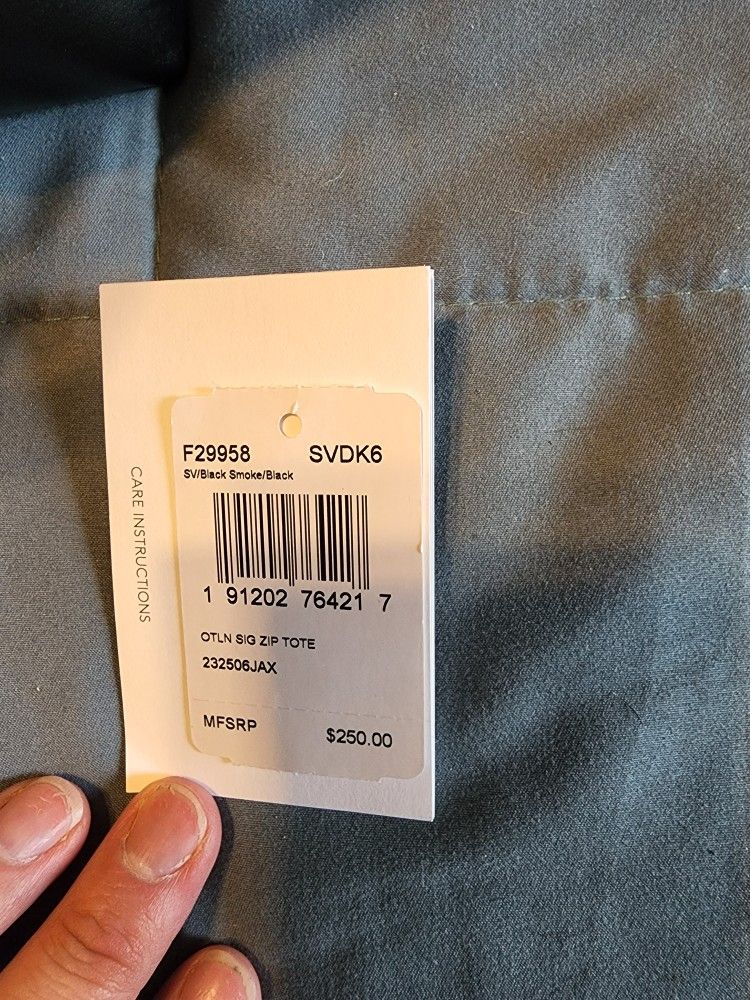 F29958 SVDK6
SV/Black Smoke/Black
1 91202 76421 7
OTLN SIG ZIP TOTE
232506JAX
MFSRP $250.00
CARE INSTRUCTIONS